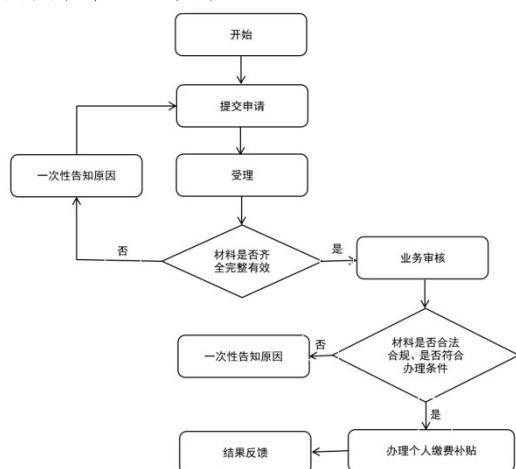 开始
提交申请
一次性告知原因
受理
否
材料是否齐
全完整有效
是
业务审核
一次性告知原因
否
材料是否合法
合规、是否符合
办理条件
是
结果反馈
办理个人缴费补贴